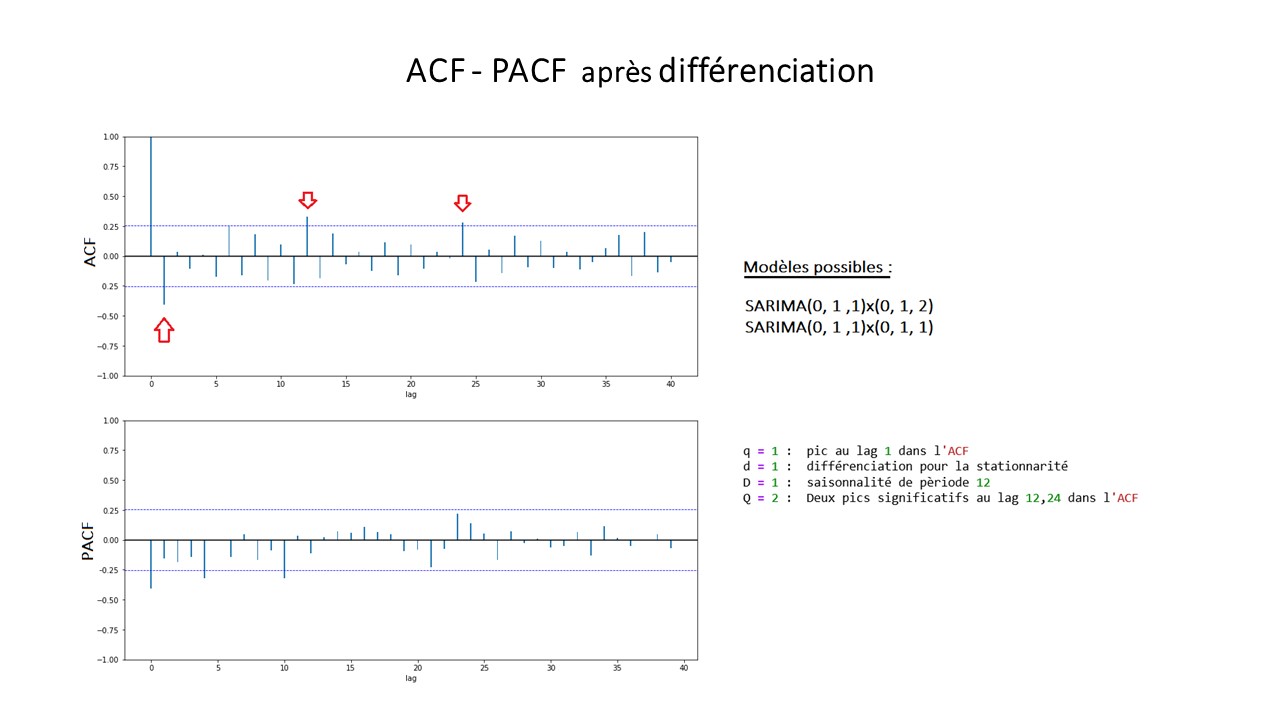 ACF - PACF après différenciation
1.00
0.75
0.50
0.25
0.00
0.25
−0.50
−0.75
−1.00
ACF
0 5 10 15 20 25 30 35 40
lag
Modèles possibles :
SARIMA(0, 1 ,1)x(0, 1, 2)
SARIMA(0, 1 ,1)x(0, 1, 1)
1.00
0.75
0.50
0.25
0.00
−0.25
−0.50
−0.75
−1.00
PACF
0 5 10 15 20 25 30 35 40
lag
q = 1 : pic au lag 1 dans l'ACF
d = 1 : différenciation pour la stationnarité
D = 1 : saisonnalité de pèriode 12
Q = 2 : Deux pics significatifs au lag 12,24 dans l'ACF